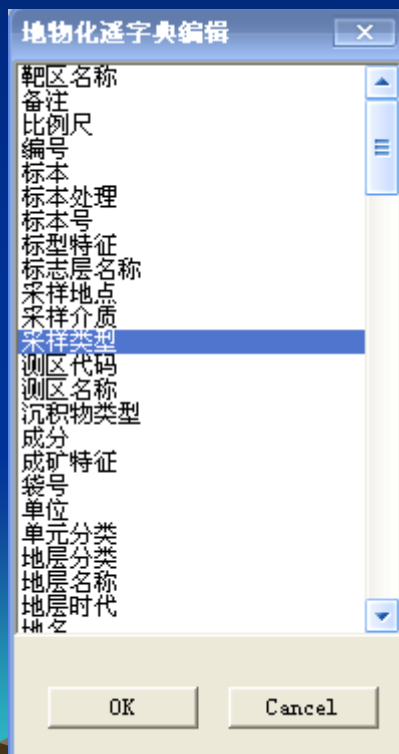 地物化遥字典编辑
靶区名称
备注
比例尺
编号
标本
标本处理
标本号
标型特征
标志层名称
采样地点
采样介质
采样类型
测区代码
测区名称
沉积物类型
成分
成矿特征
袋号
单位
单元分类
地层分类
地层名称
地层时代
地名
OK Cancel